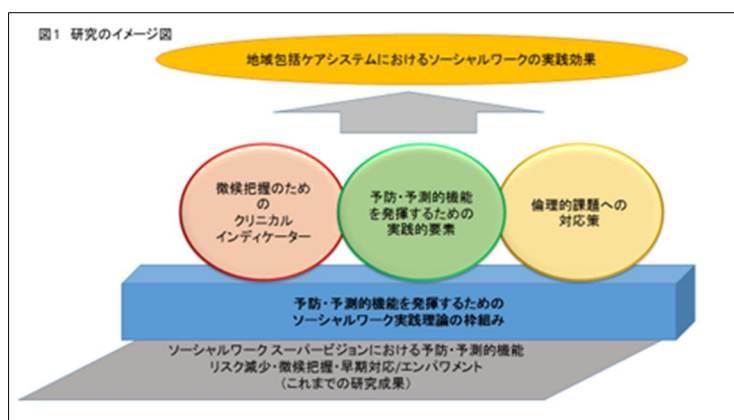 図1 研究のイメージ図
地域包括ケアシステムにおけるソーシャルワークの実践効果
徴候把握のため
の
クリニカル
インディケーター
予防・予測的機能
を発揮するための
実践的要素
倫理的課題への
対応策
予防・予測的機能を発揮するための
ソーシャルワーク実践理論の枠組み
ソーシャルワーク スーパービジョンにおける予防・予測的機能
リスク減少・徴候把握・早期対応/エンパワメント
(これまでの研究成果)